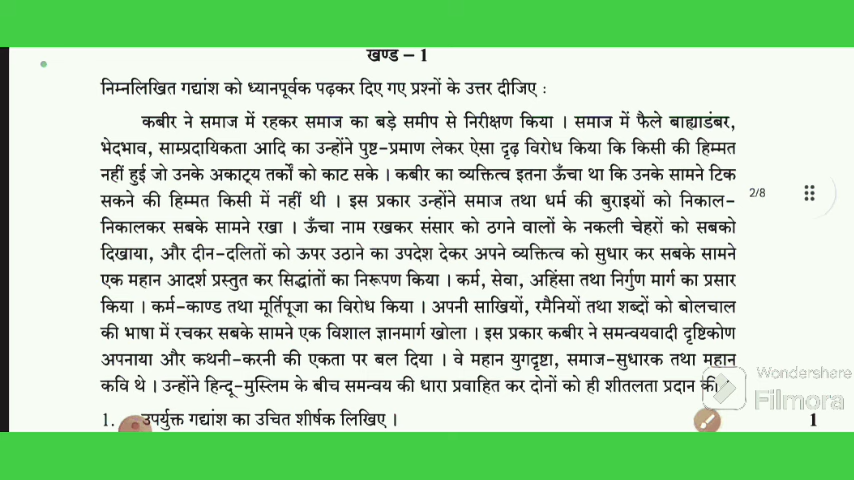 खण्ड – 1
निम्नलिखित गद्यांश को ध्यानपूर्वक पढ़कर दिए गए प्रश्नों के उत्तर दीजिए :
कबीर ने समाज में रहकर समाज का बड़े समीप से निरीक्षण किया । समाज में फैले बाह्याडंबर,
भेदभाव, साम्प्रदायिकता आदि का उन्होंने पुष्ट-प्रमाण लेकर ऐसा दृढ़ विरोध किया कि किसी की हिम्मत
नहीं हुई जो उनके अकाट्य तर्कों को काट सके । कबीर का व्यक्तित्व इतना ऊँचा था कि उनके सामने टिक
सकने की हिम्मत किसी में नहीं थी । इस प्रकार उन्होंने समाज तथा धर्म की बुराइयों को निकाल-
2/8
निकालकर सबके सामने रखा । ऊँचा नाम रखकर संसार को ठगने वालों के नकली चेहरों को सबको
दिखाया, और दीन-दलितों को ऊपर उठाने का उपदेश देकर अपने व्यक्तित्व को सुधार कर सबके सामने
एक महान आदर्श प्रस्तुत कर सिद्धांतों का निरूपण किया । कर्म, सेवा, अहिंसा तथा निर्गुण मार्ग का प्रसार
किया । कर्म-काण्ड तथा मूर्तिपूजा का विरोध किया । अपनी साखियों, रमैनियों तथा शब्दों को बोलचाल
की भाषा में रचकर सबके सामने एक विशाल ज्ञानमार्ग खोला । इस प्रकार कबीर ने समन्वयवादी दृष्टिकोण
अपनाया और कथनी-करनी की एकता पर बल दिया । वे महान युगदृष्टा, समाज-सुधारक तथा महान
कवि थे । उन्होंने हिन्दू-मुस्लिम के बीच समन्वय की धारा प्रवाहित कर दोनों को ही शीतलता प्रदान की
Wondershare
Filmora
1. उपर्युक्त गद्यांश का उचित शीर्षक लिखिए । 1